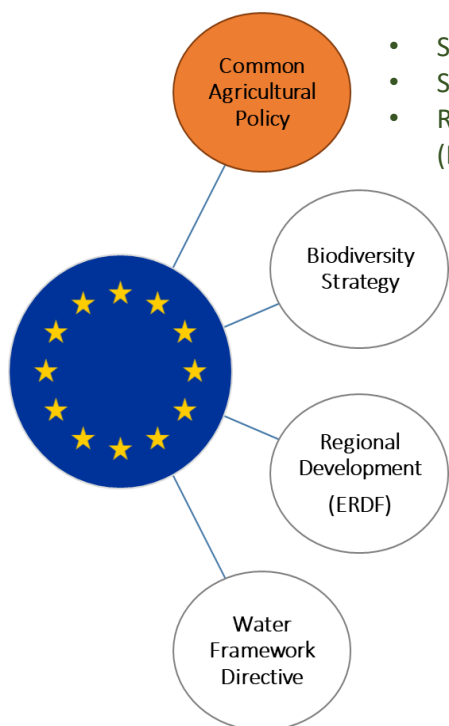 Common
Agricultural
Policy
• S
• S
• R
(
Biodiversity
Strategy
Regional
Development
(ERDF)
Water
Framework
Directive